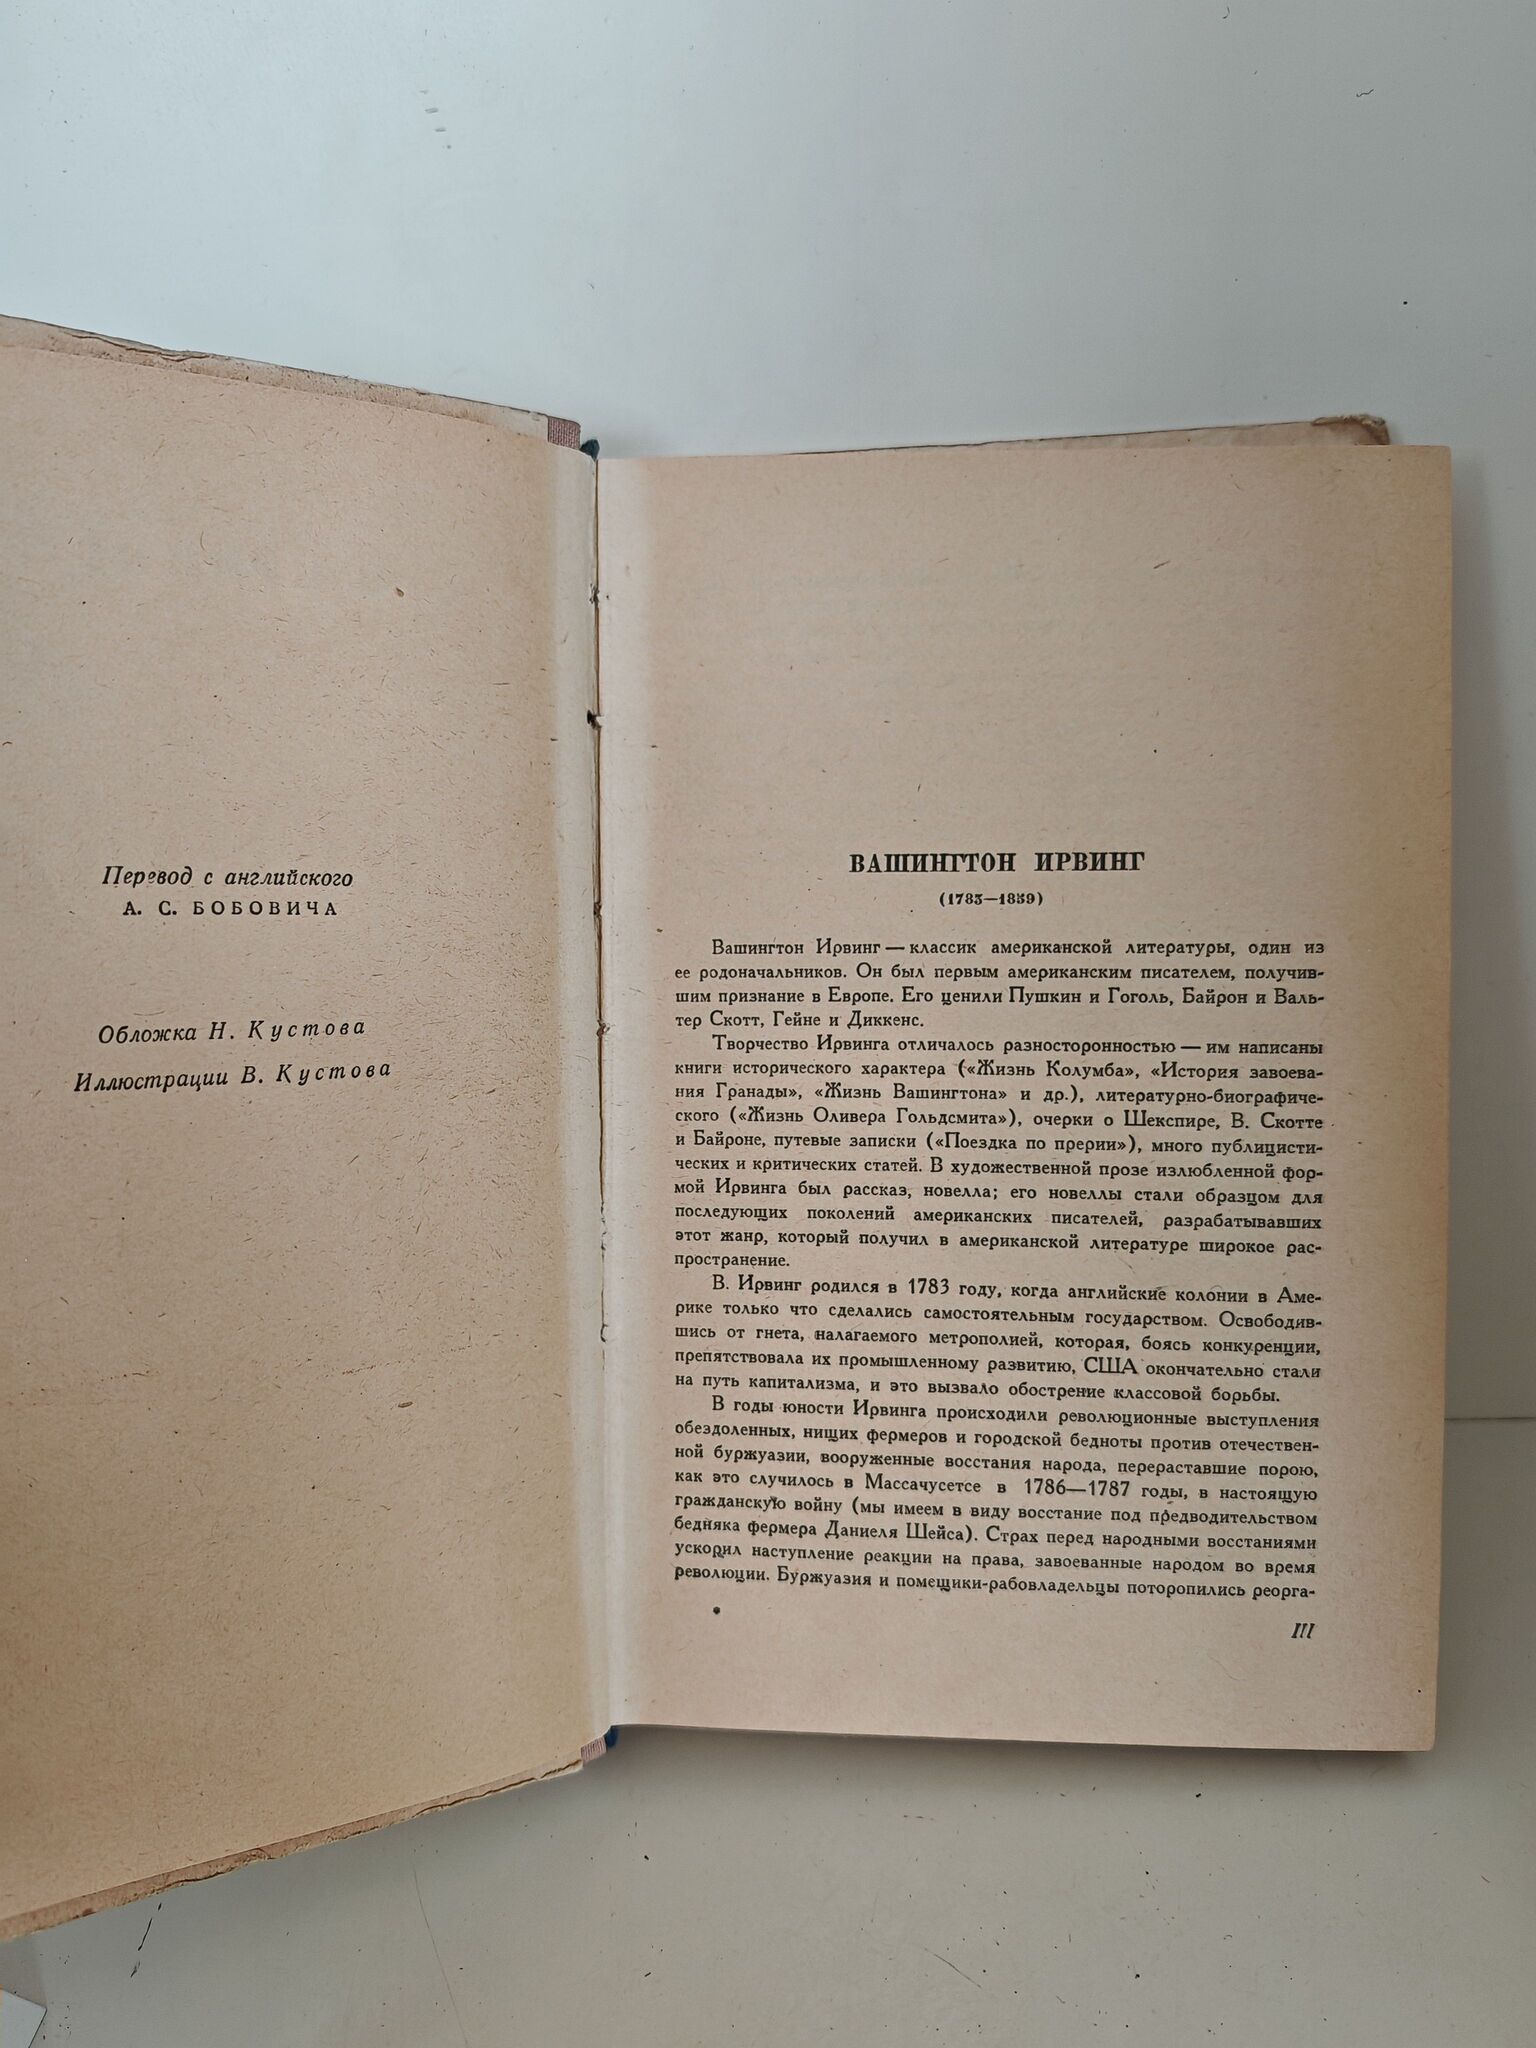 Перевод с английского
А. С. БОБОВИЧА
Обложка Н. Кустова
Иллюстрации В. Кустова
ВАШИНГТОН ИРВИНГ
(1783—1859)
Вашингтон Ирвинг — классик американской литературы, один из
ее родоначальников. Он был первым американским писателем, получив-
шим признание в Европе. Его ценили Пушкин и Гоголь, Байрон и Валь-
тер Скотт, Гейне и Диккенс.
Творчество Ирвинга отличалось разносторонностью — им написаны
книги исторического характера («Жизнь Колумба», «История завоева-
ния Гранады», «Жизнь Вашингтона» и др.), литературно-биографиче-
ского («Жизнь Оливера Гольдсмита»), очерки о Шекспире, В. Скотте
и Байроне, путевые записки («Поездка по прерии»), много публицисти-
ческих и критических статей. В художественной прозе излюбленной фор-
мой Ирвинга был рассказ, новелла; его новеллы стали образцом для
последующих поколений американских писателей, разрабатывавших
этот жанр, который получил в американской литературе широкое рас-
пространение.
В. Ирвинг родился в 1783 году, когда английские колонии в Аме-
рике только что сделались самостоятельным государством. Освободив-
шись от гнета, налагаемого метрополией, которая, боясь конкуренции,
препятствовала их промышленному развитию, США окончательно стали
на путь капитализма, и это вызвало обострение классовой борьбы.
В годы юности Ирвинга происходили революционные выступления
обездоленных, нищих фермеров и городской бедноты против отечествен-
ной буржуазии, вооруженные восстания народа, перераставшие порою,
как это случилось в Массачусетсе в 1786—1787 годы, в настоящую
гражданскую войну (мы имеем в виду восстание под предводительством
бедняка фермера Даниеля Шейса). Страх перед народными восстаниями
ускорил наступление реакции на права, завоеванные народом во время
революции. Буржуазия и помещики-рабовладельцы поторопились реорга-
*
III